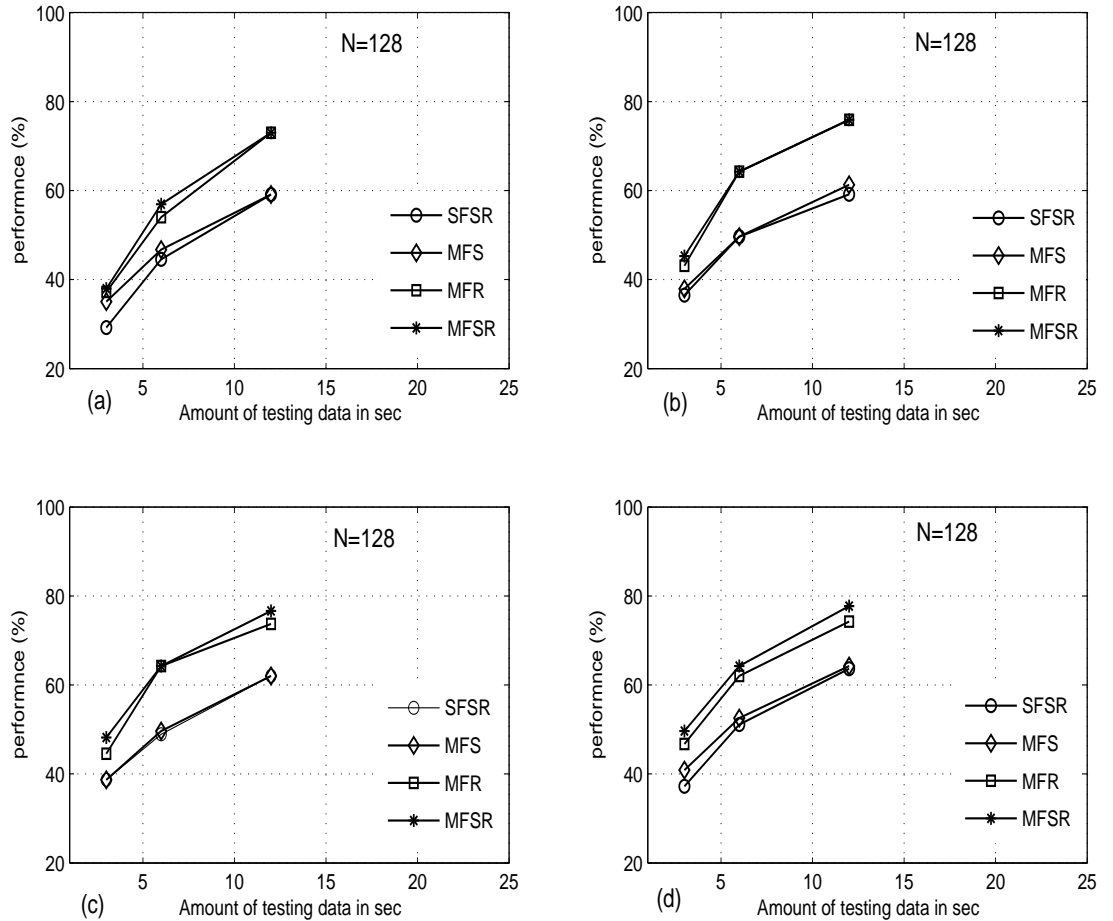 100
80
60
40
20
performnce (%)
N=128
SFSR
MFS
MFR
MFSR
5
10
15
20
25
(a)
Amount of testing data in sec
100
80
60
40
20
performnce (%)
N=128
SFSR
MFS
MFR
MFSR
5
10
15
20
25
(b)
Amount of testing data in sec
100
80
60
40
20
performnce (%)
N=128
SFSR
MFS
MFR
MFSR
5
10
15
20
25
(c)
Amount of testing data in sec
100
80
60
40
20
performnce (%)
N=128
SFSR
MFS
MFR
MFSR
5
10
15
20
25
(d)
Amount of testing data in sec